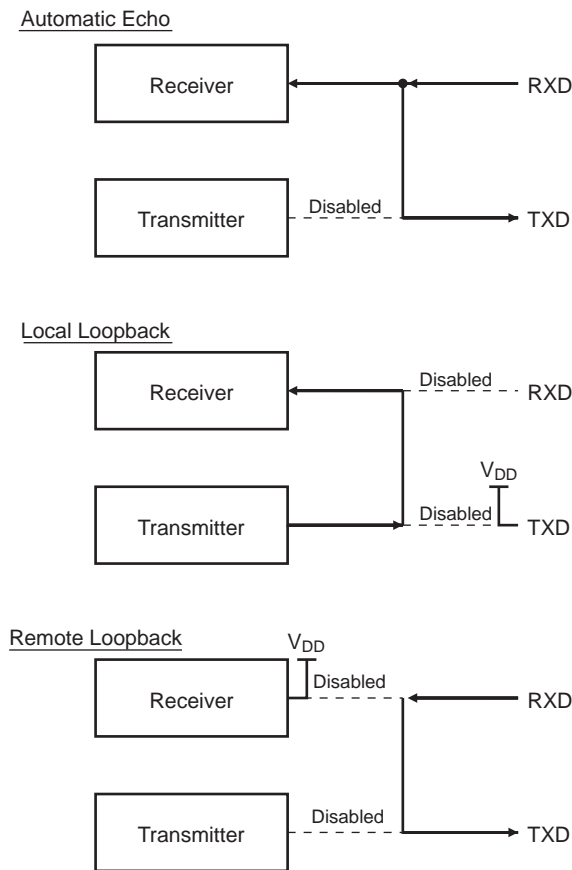 Automatic Echo
Receiver
RXD
Transmitter
Disabled
TXD
Local Loopback
Receiver
Disabled
RXD
VDD
Transmitter
Disabled
TXD
Remote Loopback
VDD
Receiver
Disabled
RXD
Transmitter
Disabled
TXD